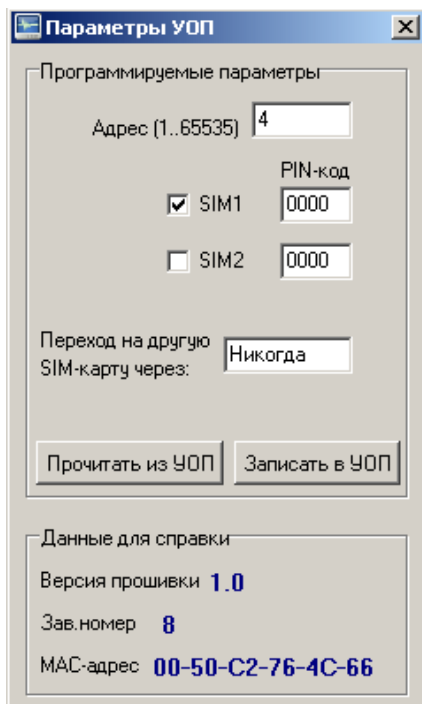 Параметры УОП
Программируемые параметры
Адрес (1..65535) 4
PIN-код
SIM1 0000
SIM2 0000
Переход на другую
SIM-карту через: Никогда
Прочитать из УОП Записать в УОП
Данные для справки
Версия прошивки 1.0
Зав.номер 8
MAC-адрес 00-50-C2-76-4C-66